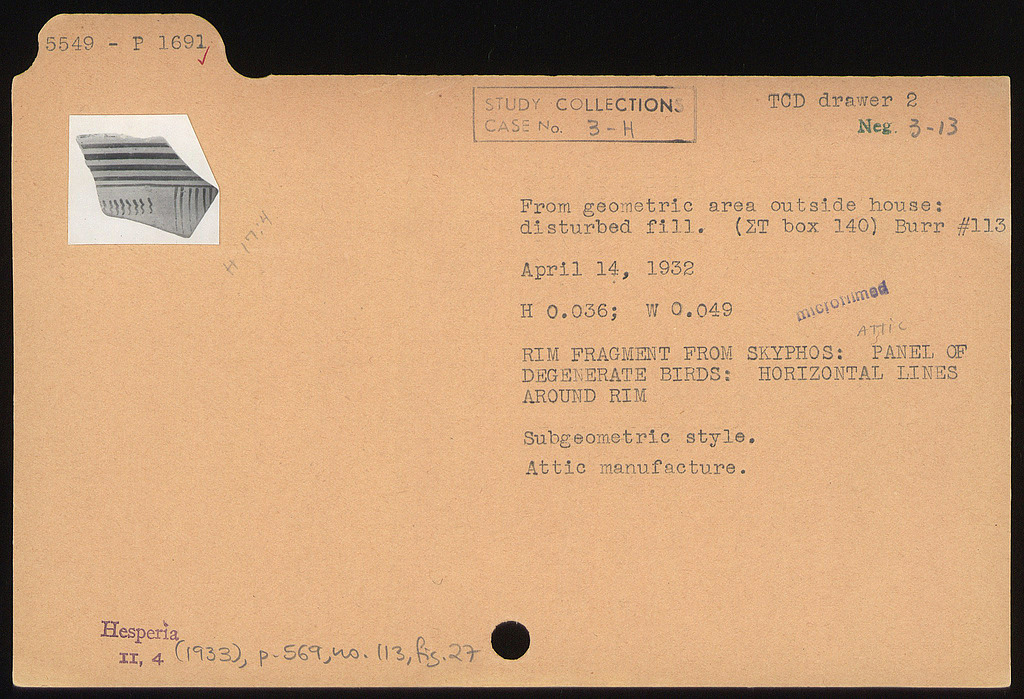 5549 - P 1691
STUDY COLLECTIONS
CASE No. 3-H
TCD drawer 2
Neg. 3-13
H 17:4
From geometric area outside house:
disturbed fill. (ΣT box 140) Burr #113
April 14, 1932
H 0.036; W 0.049
microfilmed
ATTIC
RIM FRAGMENT FROM SKYPHOS: PANEL OF
DEGENERATE BIRDS: HORIZONTAL LINES
AROUND RIM
Subgeometric style.
Attic manufacture.
Hesperia
II, 4 (1933), p. 569, no. 113, fig. 27